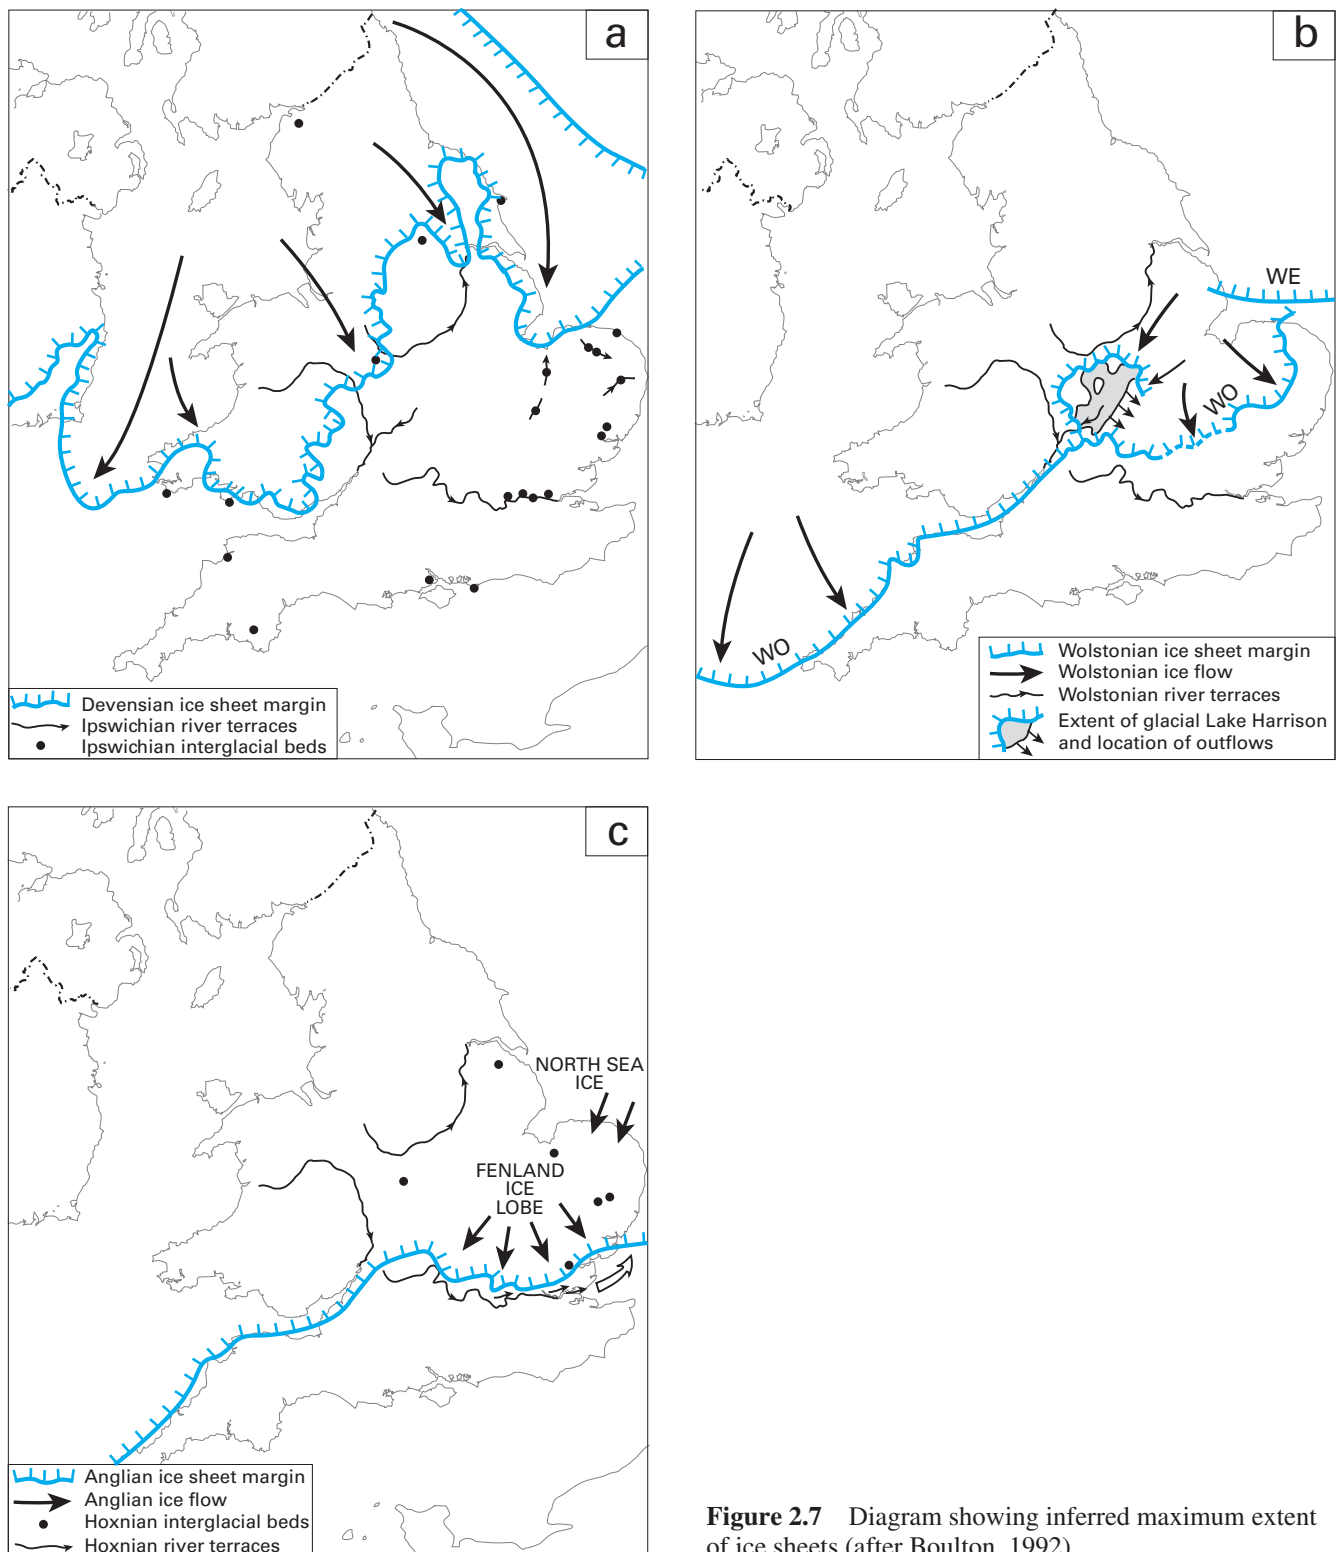 a
Devensian ice sheet margin
Ipswichian river terraces
Ipswichian interglacial beds
b
WE
WO
WO
Wolstonian ice sheet margin
Wolstonian ice flow
Wolstonian river terraces
Extent of glacial Lake Harrison
and location of outflows
c
NORTH SEA
ICE
FENLAND
ICE
LOBE
Anglian ice sheet margin
Anglian ice flow
Hoxnian interglacial beds
Hoxnian river terraces
Figure 2.7 Diagram showing inferred maximum extent
of ice sheets (after Boulton, 1992)